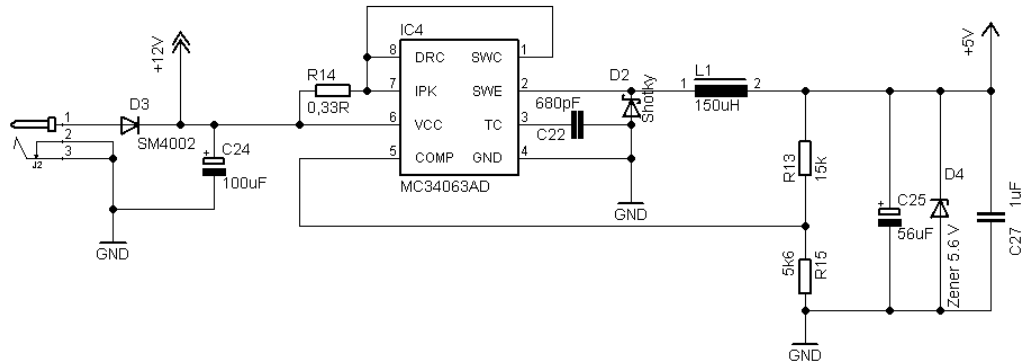 +12V
D3
SM4002
1
2
3
J2
GND
C24
100uF
+
R14
0,33R
IC4
8
DRC
SWC
1
7
IPK
SWE
2
6
VCC
TC
3
5
COMP
GND
4
MC34063AD
680pF
C22
D2
Shotky
GND
1
L1
2
150uH
+5V
R13
15k
5k6
R15
+
C25
56uF
D4
Zener 5.6 V
1uF
C27
GND